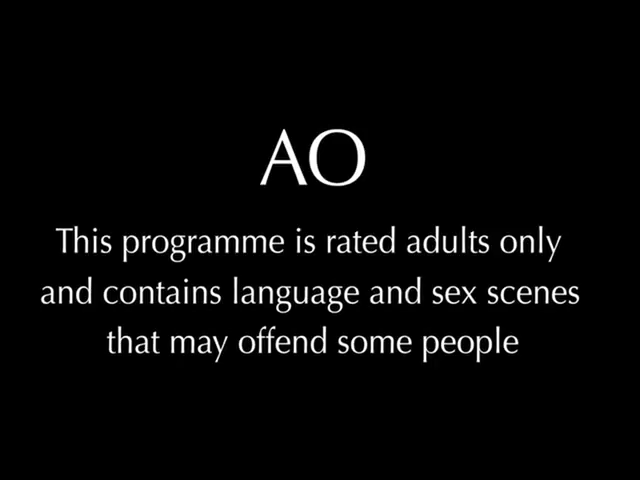 AO
This programme is rated adults only
and contains language and sex scenes
that may offend some people